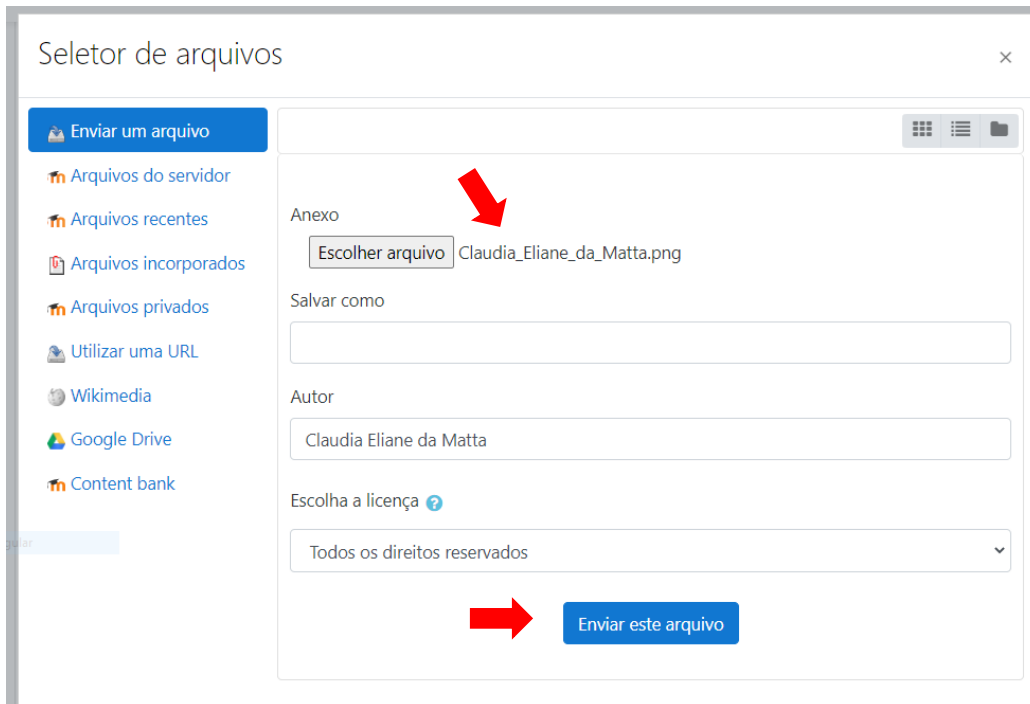 Seletor de arquivos
×
Enviar um arquivo
Arquivos do servidor
Arquivos recentes
Arquivos incorporados
Arquivos privados
Utilizar uma URL
Wikimedia
Google Drive
Content bank
Anexo
Escolher arquivo Claudia_Eliane_da_Matta.png
Salvar como
Autor
Claudia Eliane da Matta
Escolha a licença ?
Todos os direitos reservados
Enviar este arquivo